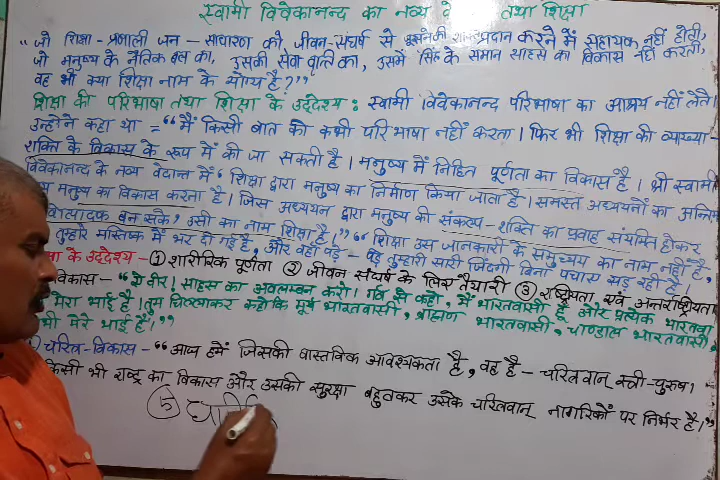 स्वामी विवेकानन्द का नव्य वे तथा शिक्षा
"जो शिक्षा - प्रणाली जन - साधारण को जीवन-संघर्ष से जूझनेकी प्रदान करने में सहायक नहीं होती,
जो मनुष्य के नैतिक बल का, उसकी सेवा वृत्ति का, उसमें सिंह के समान साहस का विकास नहीं करती,
वह भी क्या शिक्षा नाम के योग्य है?"
शिक्षा की परिभाषा तथा शिक्षा के उद्देश्य : स्वामी विवेकानन्द परिभाषा का आश्रय नहीं लेते।
उन्होंने कहा था = "मैं किसी बात की कभी परिभाषा नहीं करता। फिर भी शिक्षा की व्याख्या -
शक्ति के विकास के रूप में की जा सकती है। मनुष्य में निहित पूर्णता का विकास है। श्री स्वामी
विवेकानन्द के नव्य वेदान्त में "शिक्षा द्वारा मनुष्य का निर्माण किया जाता है। समस्त अध्ययनों का अन्तिम
मनुष्य का विकास करना है। जिस अध्ययन द्वारा मनुष्य की संकल्प-शक्ति का प्रवाह संयमित होकर
बन सके, उसी का नाम शिक्षा है।" "शिक्षा उस जानकारी के समुच्चय का नाम नहीं है,
तुम्हारे मस्तिष्क में भर दी गई है, और वहाँ पड़े - पड़े तुम्हारी सारी जिंदगी बिना पचाए सड़ रही है।
के उद्देश्य - ① शारीरिक पूर्णता ② जीवन संघर्ष के लिए तैयारी ③ राष्ट्रियता एवं अन्तर्राष्ट्रियता
विकास - "ऐ वीर! साहस का अवलम्बन करो। गर्व से कहो, मैं भारतवासी हूँ और प्रत्येक भारतवा
मेरा भाई है। तुम चिल्लाकर कहोकि मूर्ख भारतवासी, ब्राह्मण भारतवासी, चाण्डाल भारतवासी,
भी मेरे भाई हैं।"
चरित्र-विकास - "आज हमें जिसकी वास्तविक आवश्यकता है, वह है - चरित्रवान् स्त्री-पुरुष।
किसी भी राष्ट्र का विकास और उसकी सुरक्षा बहुतकर उसके चरित्रवान् नागरिकों पर निर्भर है।"
⑤